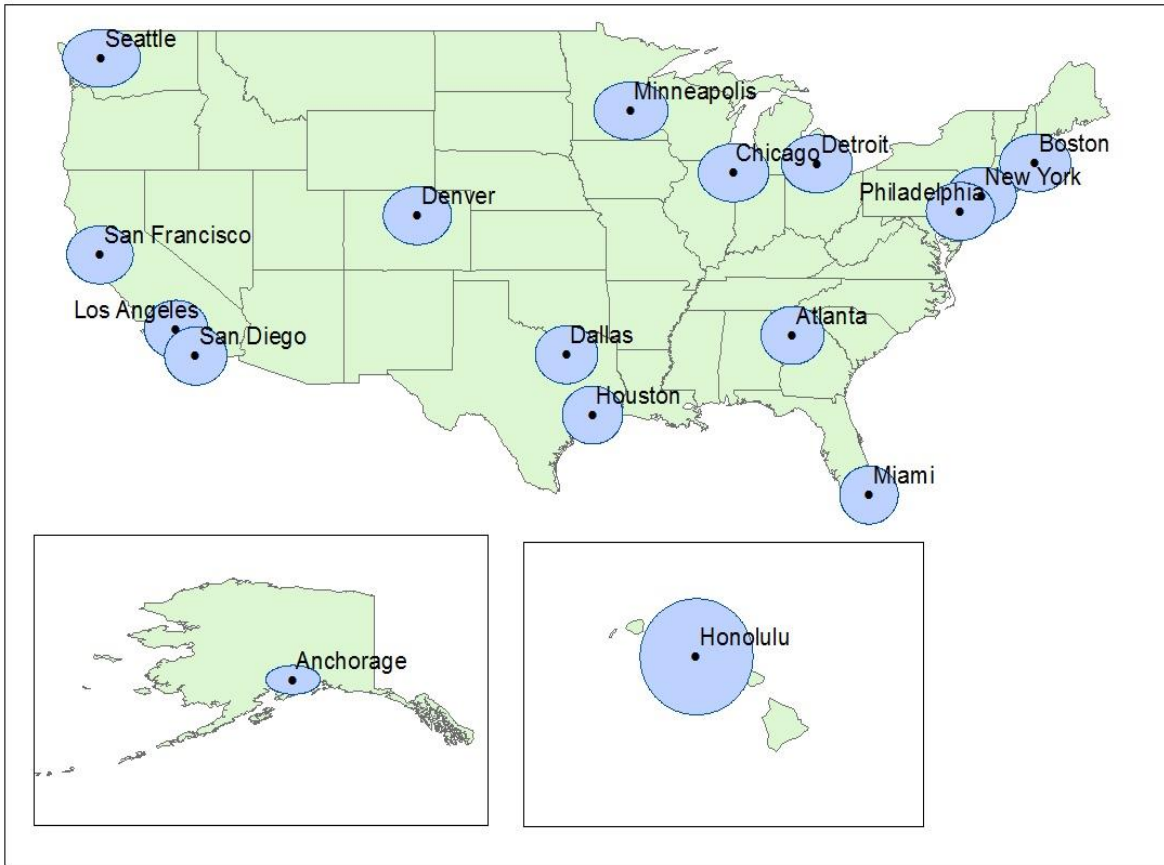 Seattle
Minneapolis
Boston
Detroit
Chicago
New York
Philadelphia
Denver
San Francisco
Los Angeles
Atlanta
San Diego
Dallas
Houston
Miami
Honolulu
Anchorage